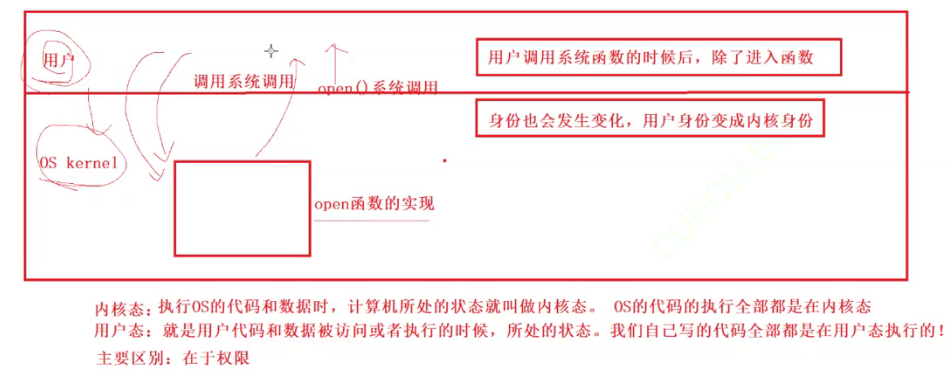 用户
用户调用系统函数的时候后，除了进入函数
调用系统调用
open()系统调用
身份也会发生变化，用户身份变成内核身份
OS kernel
open函数的实现
CUECLLE
内核态：执行OS的代码和数据时，计算机所处的状态就叫做内核态。 OS的代码的执行全部都是在内核态
用户态：就是用户代码和数据被访问或者执行的时候，所处的状态。我们自己写的代码全部都是在用户态执行的！
主要区别：在于权限